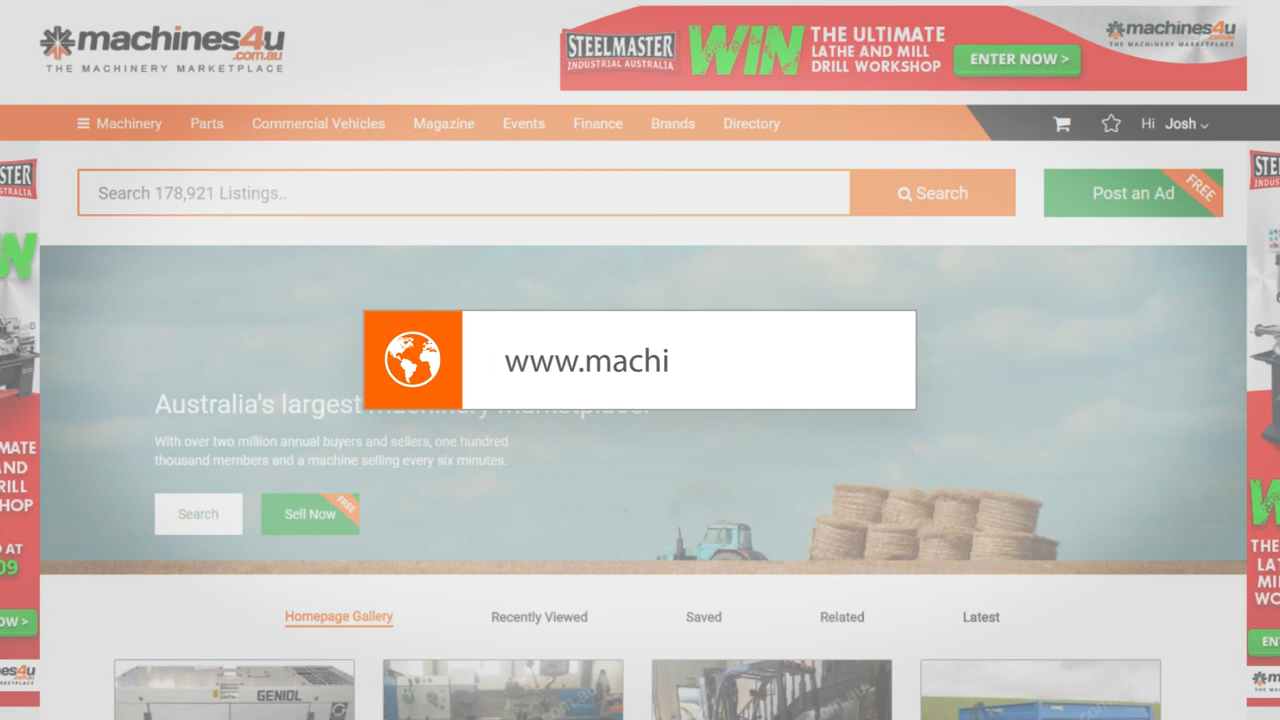 machines4u
.com.au
THE MACHINERY MARKETPLACE
STEELMASTER
INDUSTRIAL AUSTRALIA
WIN
THE ULTIMATE
LATHE AND MILL
DRILL WORKSHOP
ENTER NOW >
machines4u
.com.au
THE MACHINERY MARKETPLACE
Machinery Parts Commercial Vehicles Magazine Events Finance Brands Directory Hi Josh
Search 178,921 Listings..
Search
Post an Ad
FREE
www.machi
Australia's largest machinery marketplace.
With over two million annual buyers and sellers, one hundred
thousand members and a machine selling every six minutes.
Search
Sell Now
FREE
Homepage Gallery Recently Viewed Saved Related Latest
GENIOL